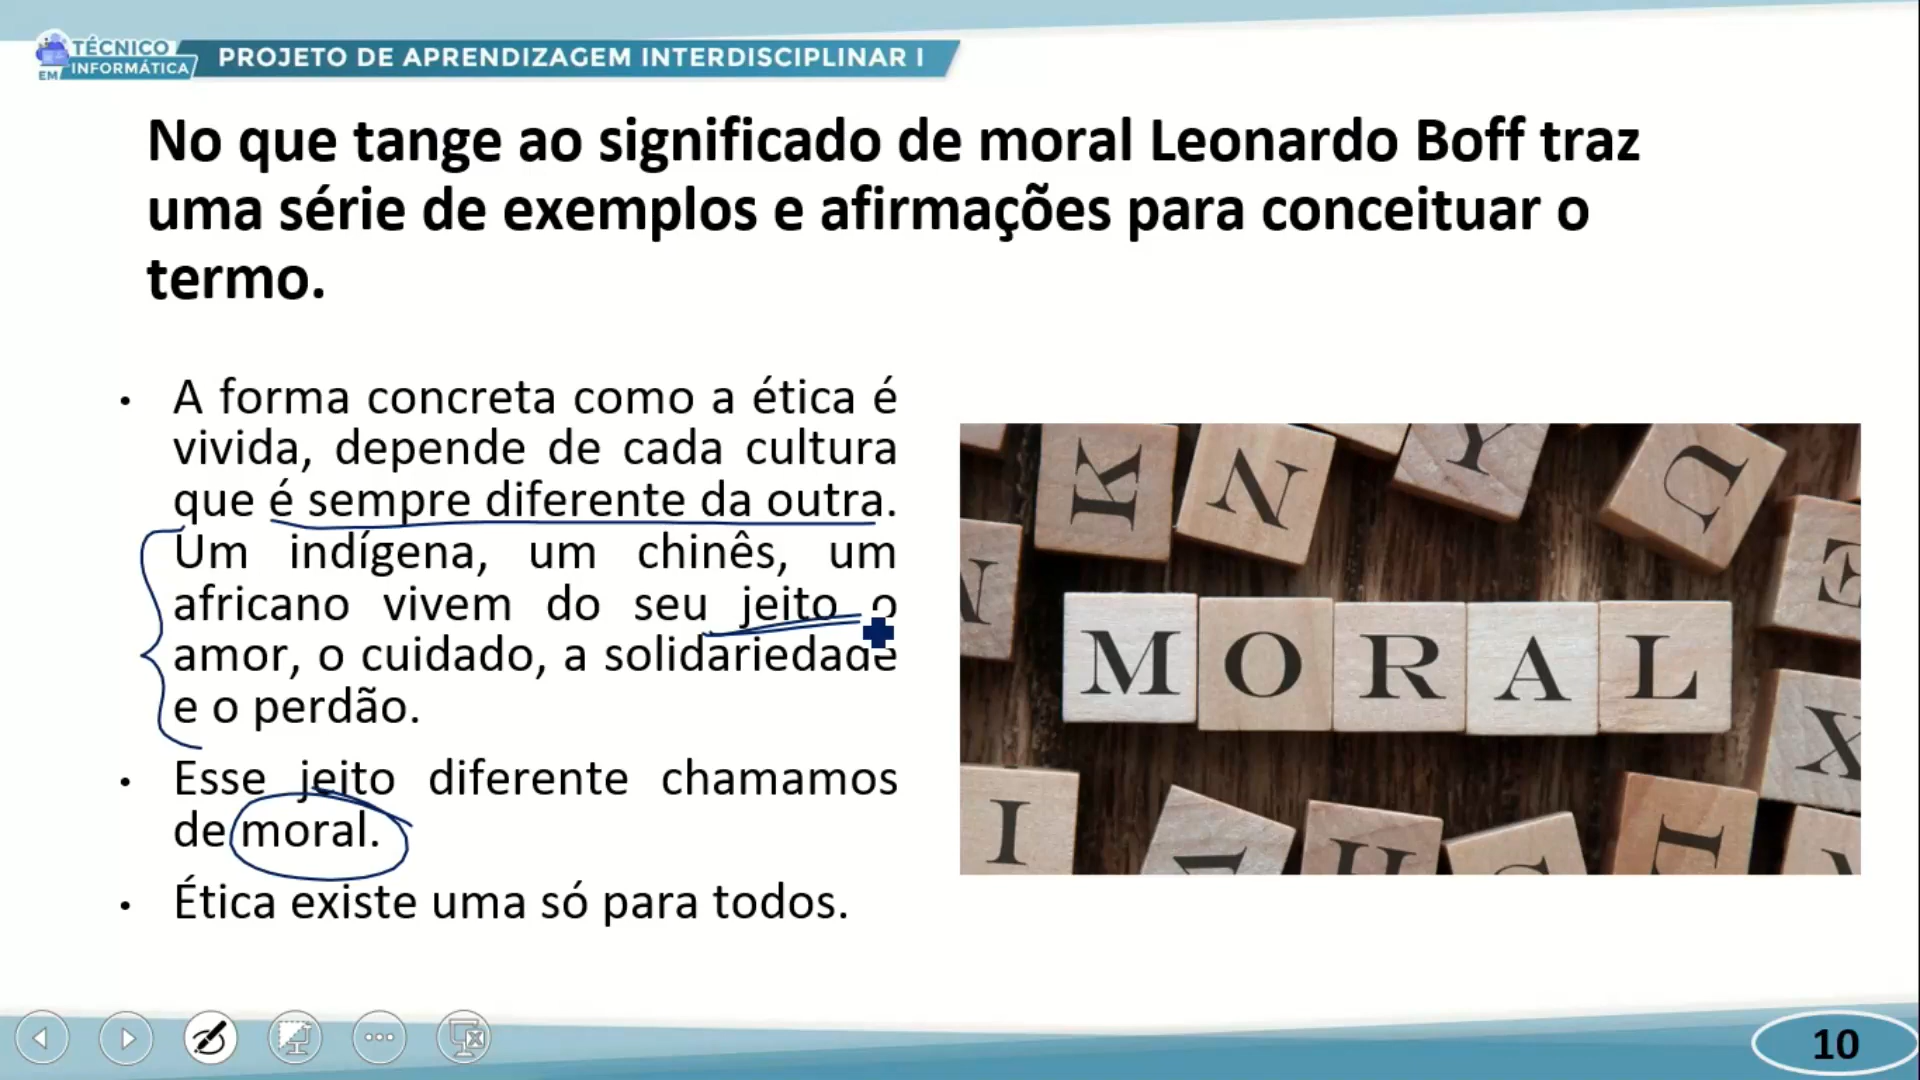 TÉCNICO
EM INFORMÁTICA
PROJETO DE APRENDIZAGEM INTERDISCIPLINAR I
No que tange ao significado de moral Leonardo Boff traz
uma série de exemplos e afirmações para conceituar o
termo.
• A forma concreta como a ética é
vivida, depende de cada cultura
que é sempre diferente da outra.
Um indígena, um chinês, um
africano vivem do seu jeito o
amor, o cuidado, a solidariedade
e o perdão.
• Esse jeito diferente chamamos
de moral.
• Ética existe uma só para todos.
K N Y U
N E
MORAL
X
I H I
10